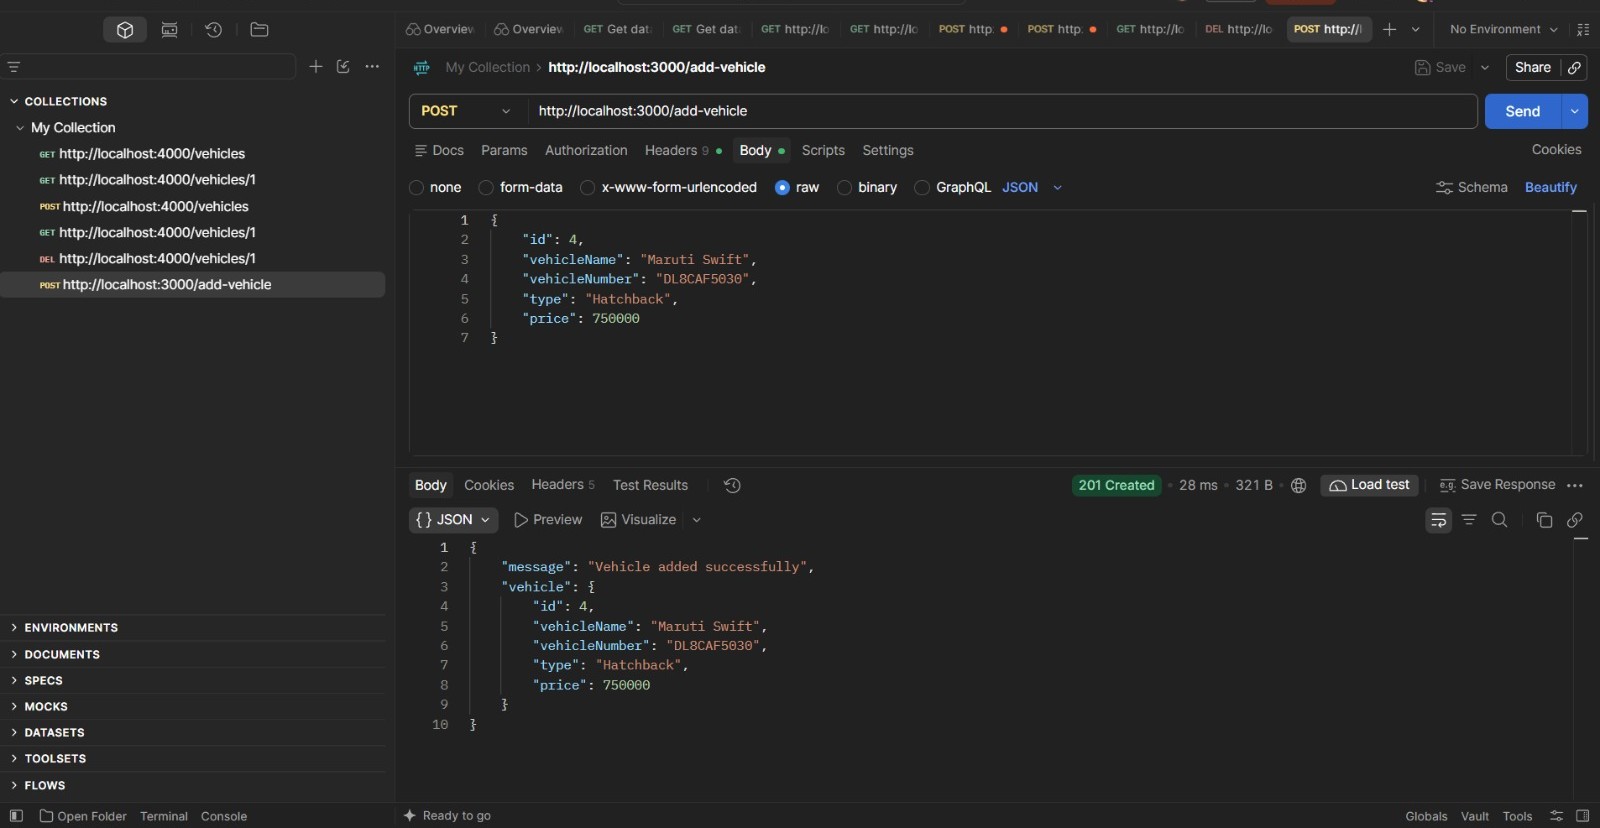 Overview
Overview
GET Get dat
GET Get dat
GET http://lo
GET http://lo
POST http:
POST http:
GET http://lo
DEL http://lo
POST http://l
No Environment
My Collection > http://localhost:3000/add-vehicle
Save
Share
COLLECTIONS
My Collection
GET http://localhost:4000/vehicles
GET http://localhost:4000/vehicles/1
POST http://localhost:4000/vehicles
GET http://localhost:4000/vehicles/1
DEL http://localhost:4000/vehicles/1
POST http://localhost:3000/add-vehicle
ENVIRONMENTS
DOCUMENTS
SPECS
MOCKS
DATASETS
TOOLSETS
FLOWS
POST http://localhost:3000/add-vehicle
Send
Docs Params Authorization Headers 9 Body Scripts Settings
Cookies
none form-data x-www-form-urlencoded raw binary GraphQL JSON
Schema Beautify
1 {
2 "id": 4,
3 "vehicleName": "Maruti Swift",
4 "vehicleNumber": "DL8CAF5030",
5 "type": "Hatchback",
6 "price": 750000
7 }
Body Cookies Headers 5 Test Results
201 Created 28 ms 321 B Load test e.g. Save Response
{} JSON Preview Visualize
1 {
2 "message": "Vehicle added successfully",
3 "vehicle": {
4 "id": 4,
5 "vehicleName": "Maruti Swift",
6 "vehicleNumber": "DL8CAF5030",
7 "type": "Hatchback",
8 "price": 750000
9 }
10 }
Open Folder Terminal Console
Ready to go
Globals Vault Tools